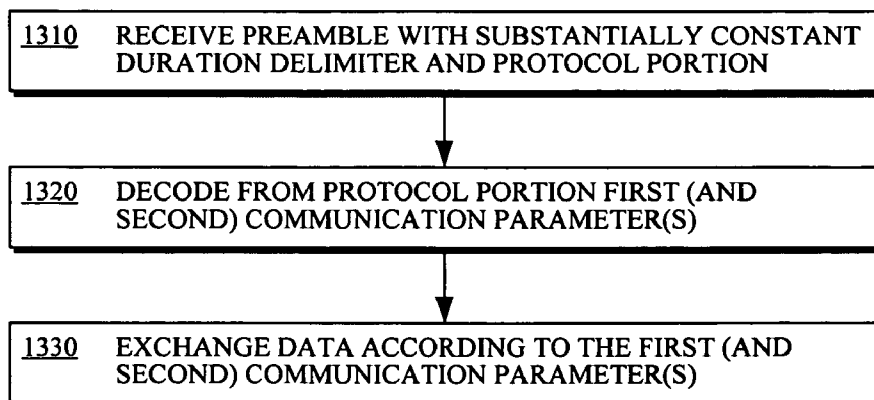 1310 RECEIVE PREAMBLE WITH SUBSTANTIALLY CONSTANT
DURATION DELIMITER AND PROTOCOL PORTION
1320 DECODE FROM PROTOCOL PORTION FIRST (AND
SECOND) COMMUNICATION PARAMETER(S)
1330 EXCHANGE DATA ACCORDING TO THE FIRST (AND
SECOND) COMMUNICATION PARAMETER(S)